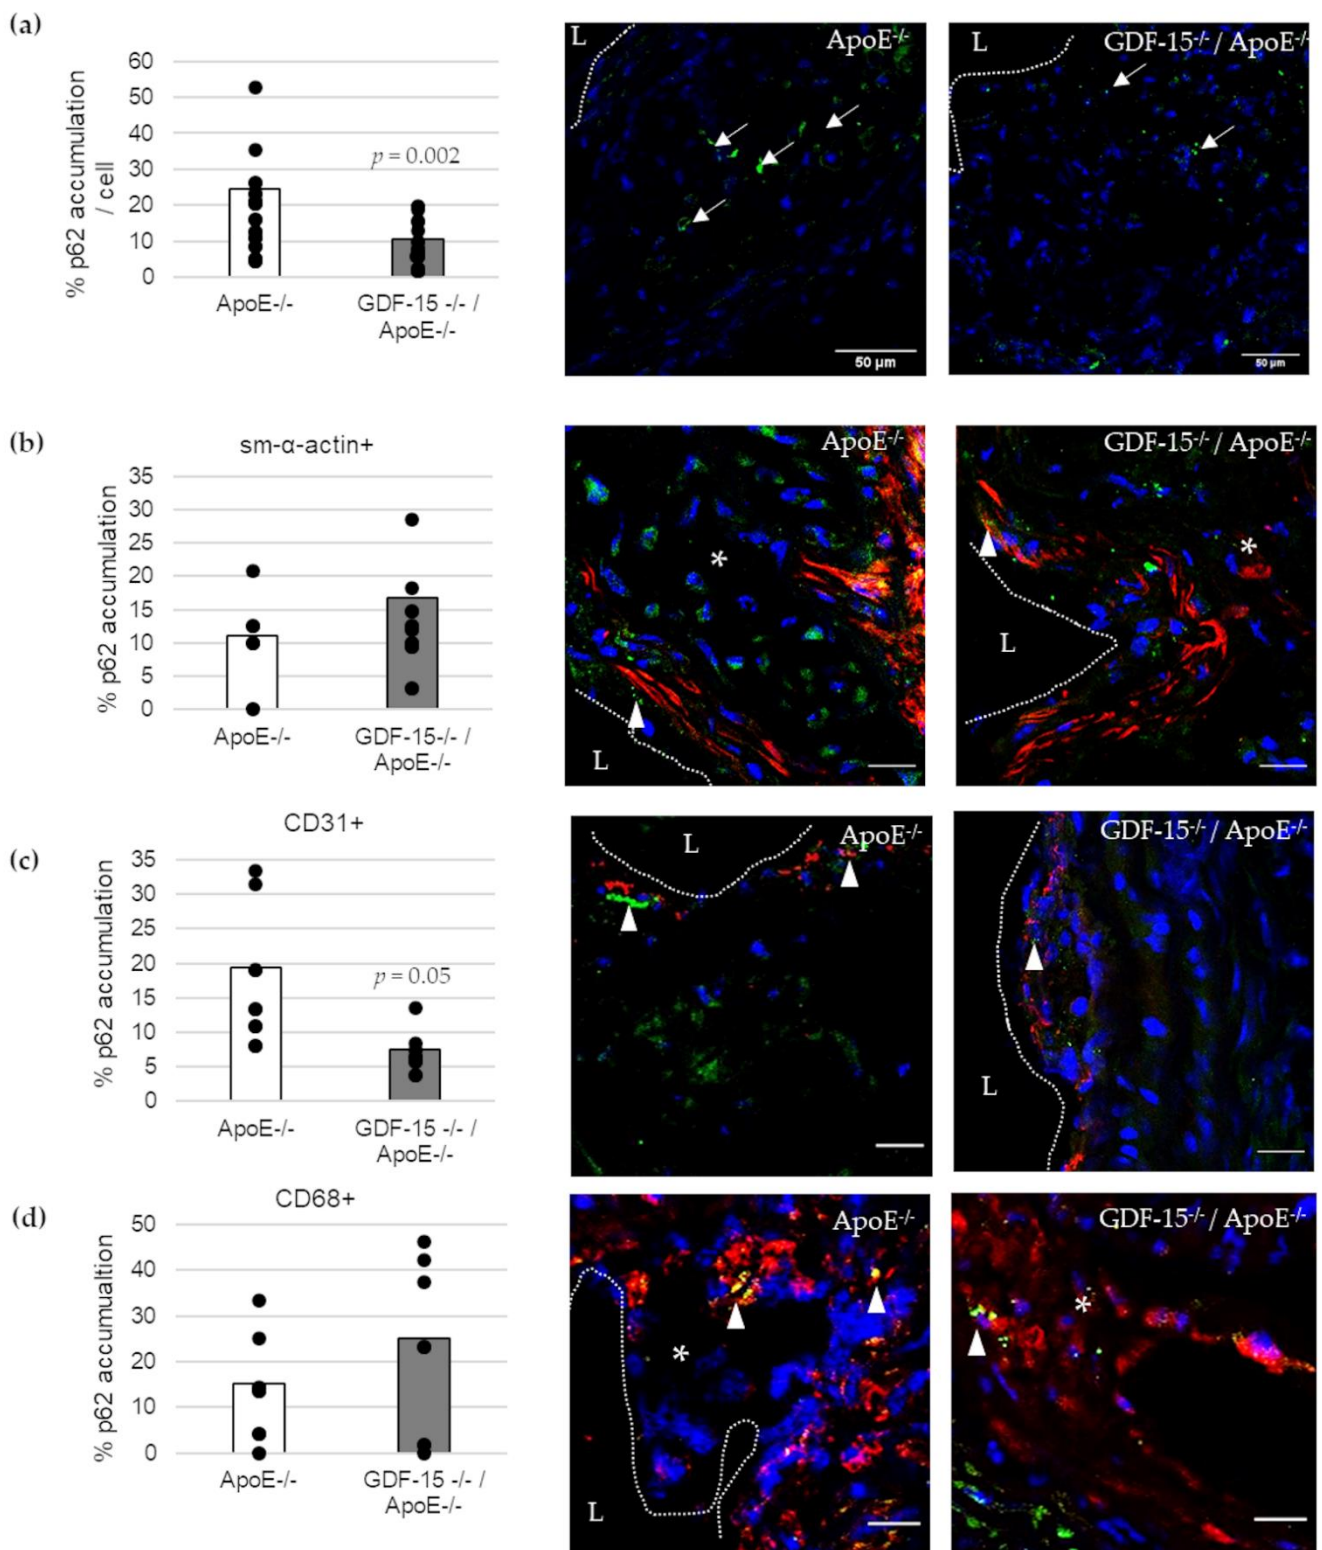 (a)
% p62 accumulation
/ cell
60
50
40
30
20
10
0
p = 0.002
ApoE-/-
GDF-15 -/- /
ApoE-/-
L
ApoE-/-
50 µm
L
GDF-15-/-/ ApoE-/-
50 µm
(b)
sm-α-actin+
% p62 accumulation
35
30
25
20
15
10
5
0
ApoE-/-
GDF-15-/- /
ApoE-/-
ApoE-/-
*
L
GDF-15-/-/ ApoE-/-
*
L
(c)
CD31+
% p62 accumulation
35
30
25
20
15
10
5
0
p = 0.05
ApoE-/-
GDF-15 -/- /
ApoE-/-
L
ApoE-/-
GDF-15-/-/ ApoE-/-
L
(d)
CD68+
% p62 accumualtion
50
40
30
20
10
0
ApoE-/-
GDF-15 -/- /
ApoE-/-
ApoE-/-
*
L
GDF-15-/-/ ApoE-/-
*